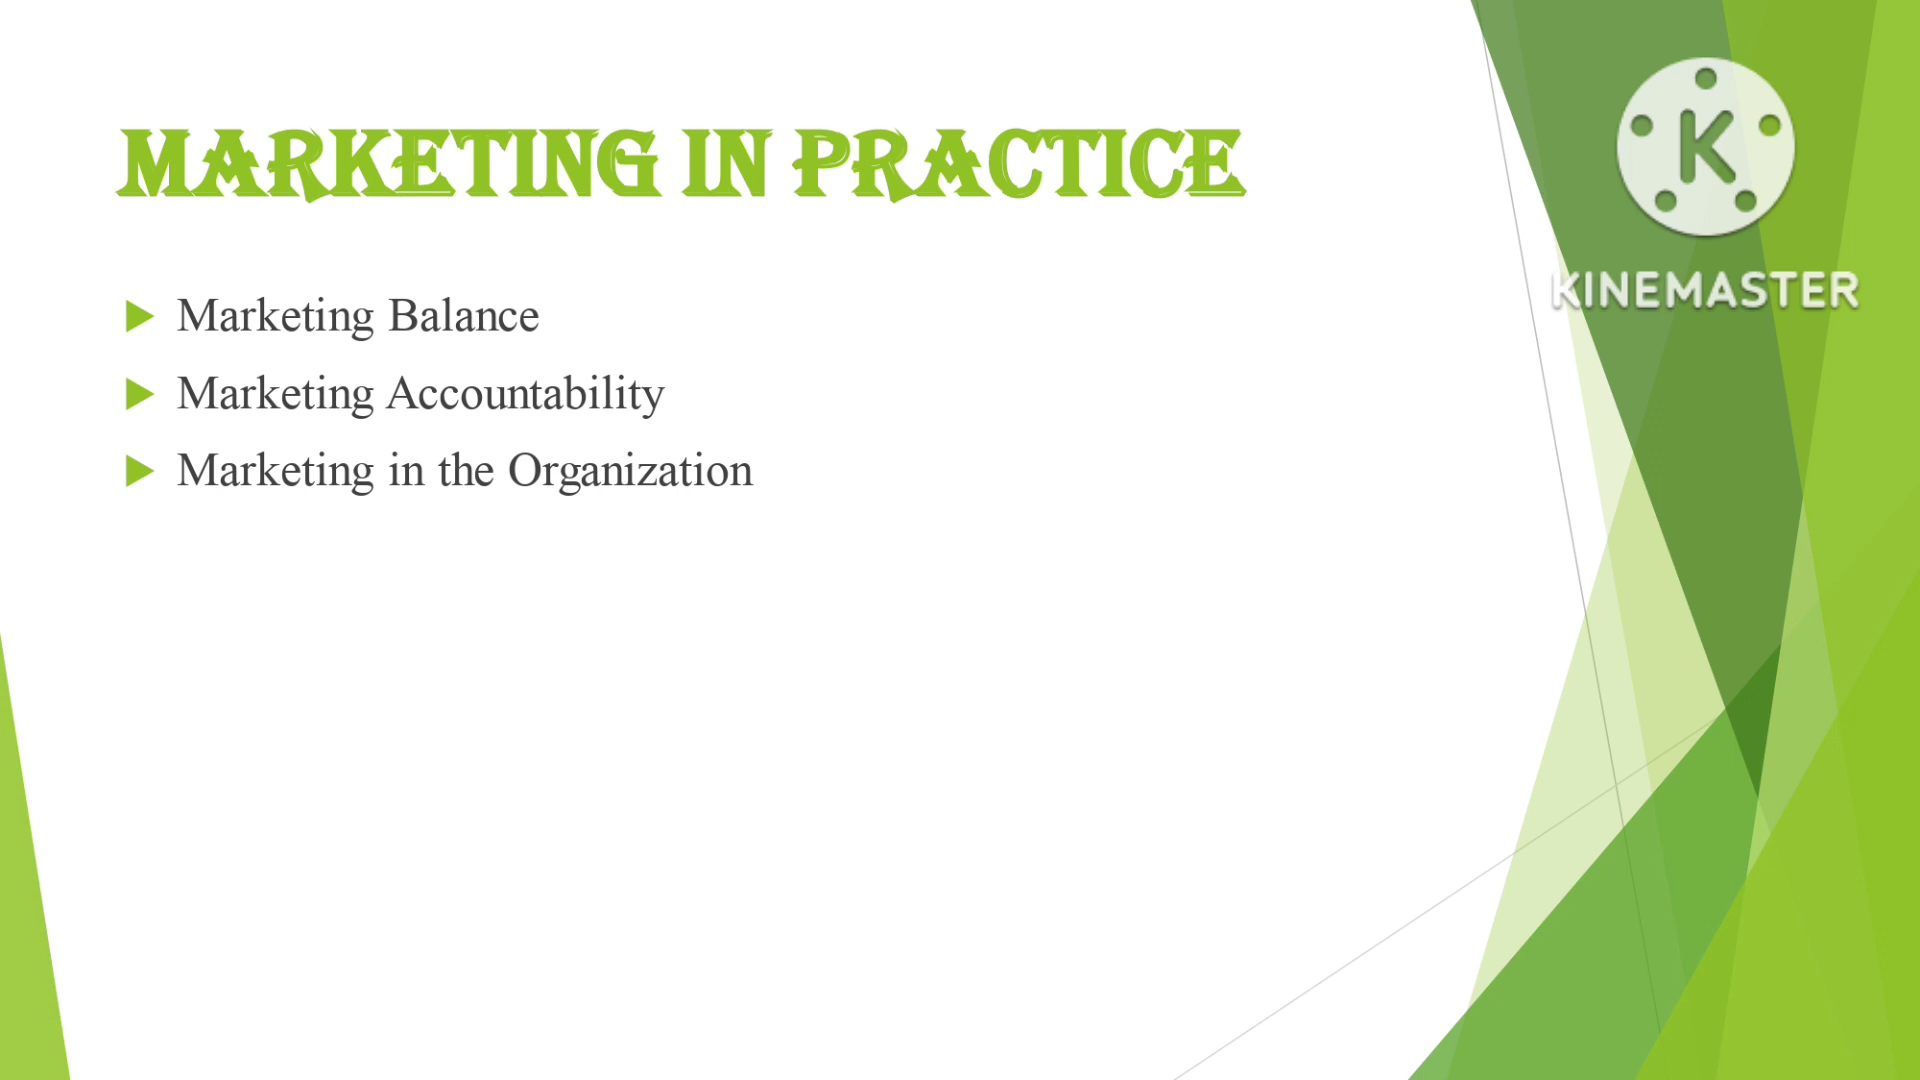 MARKETING IN PRACTICE
Marketing Balance
Marketing Accountability
Marketing in the Organization
K
KINEMASTER